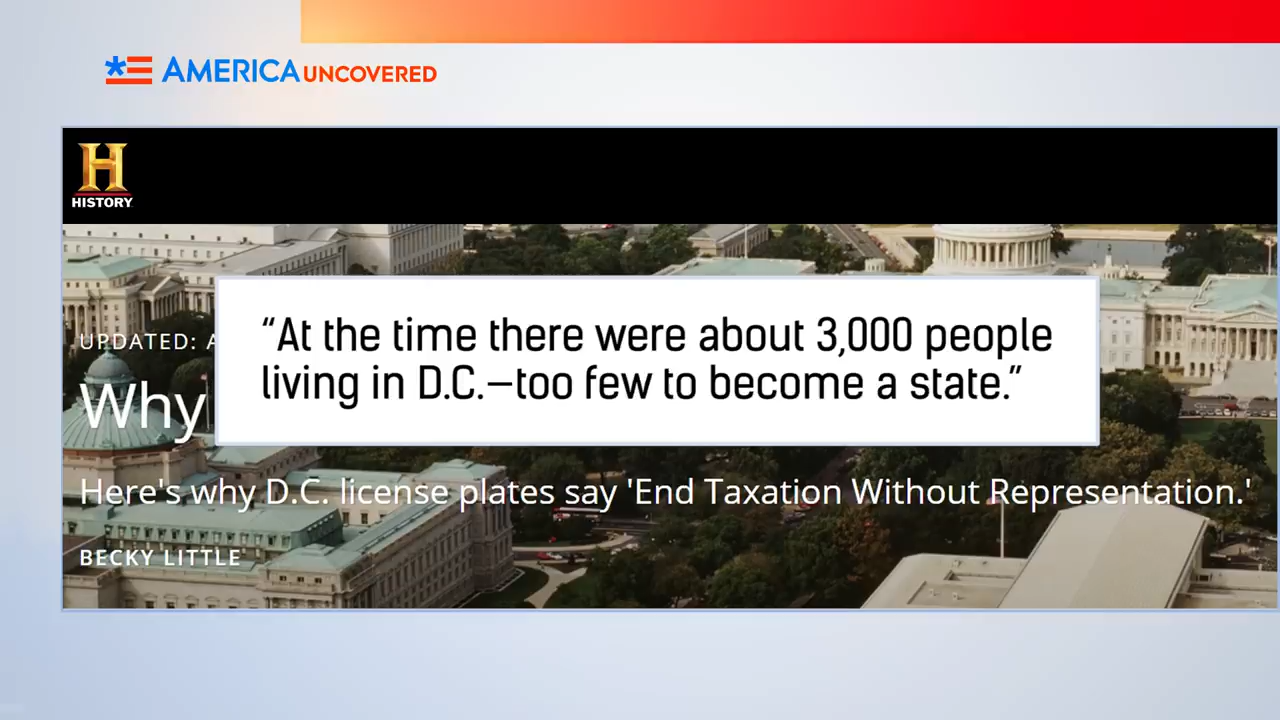 AMERICA UNCOVERED
H
HISTORY
“At the time there were about 3,000 people
living in D.C.—too few to become a state.”
UPDATED: A
Why
Here's why D.C. license plates say 'End Taxation Without Representation.'
BECKY LITTLE